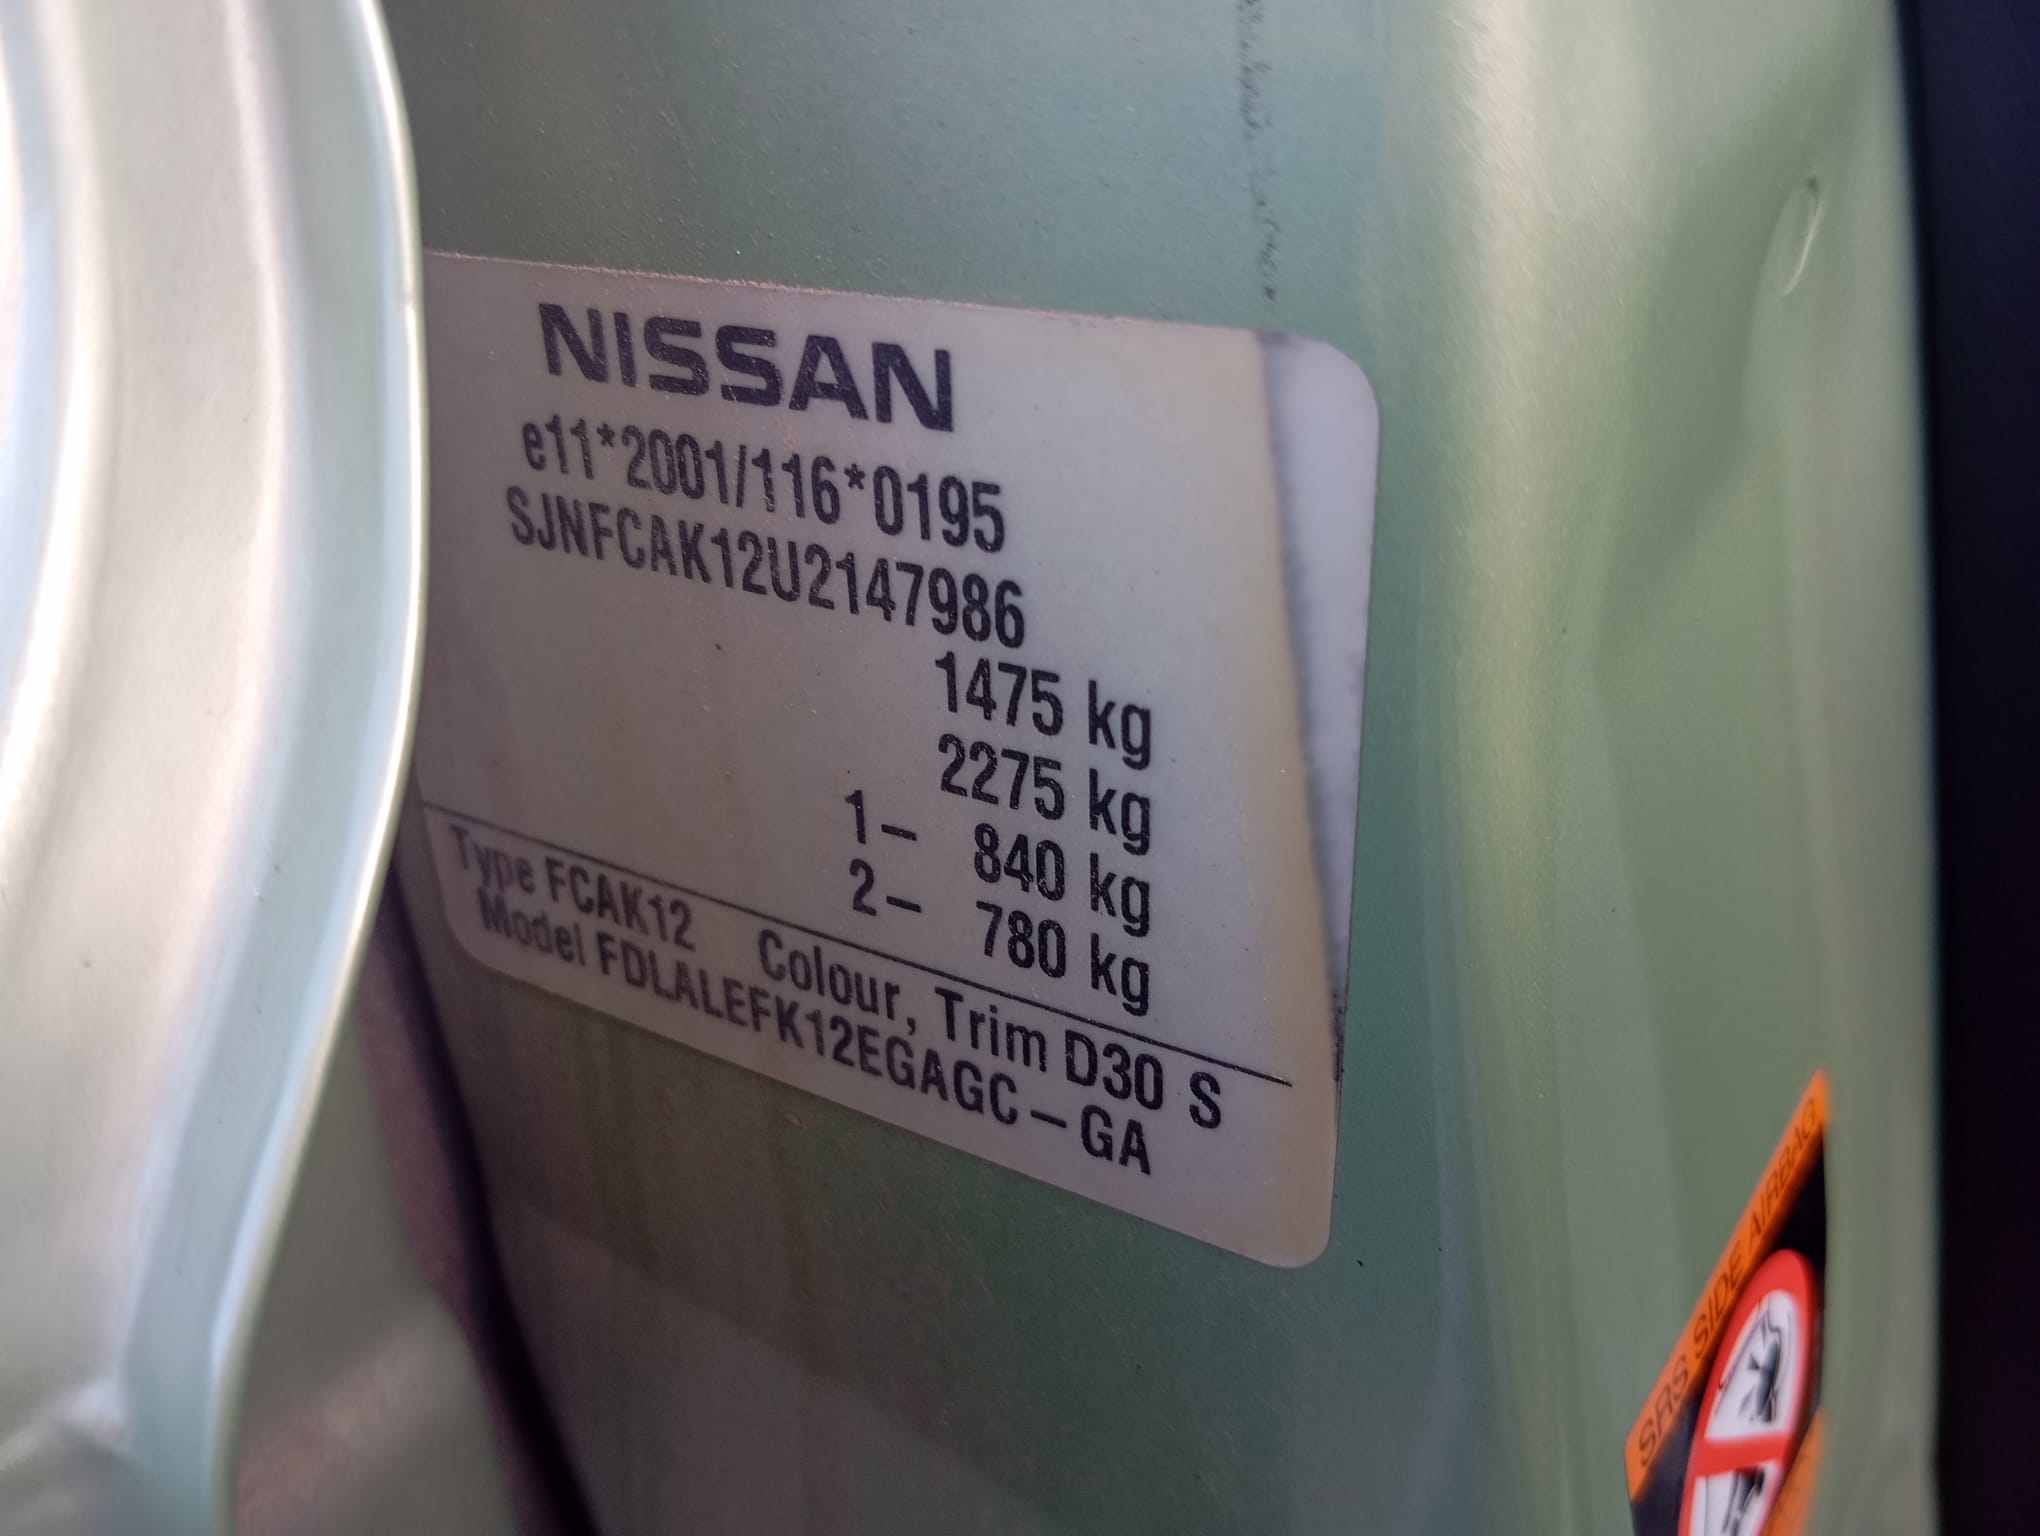 NISSAN
e11*2001/116*0195
SJNFCAK12U2147986
1475 kg
2275 kg
1– 840 kg
2– 780 kg
Type FCAK12 Colour, Trim D30 S
Model FDLALEFK12EGAGC – GA
SRS SIDE AIRBAG